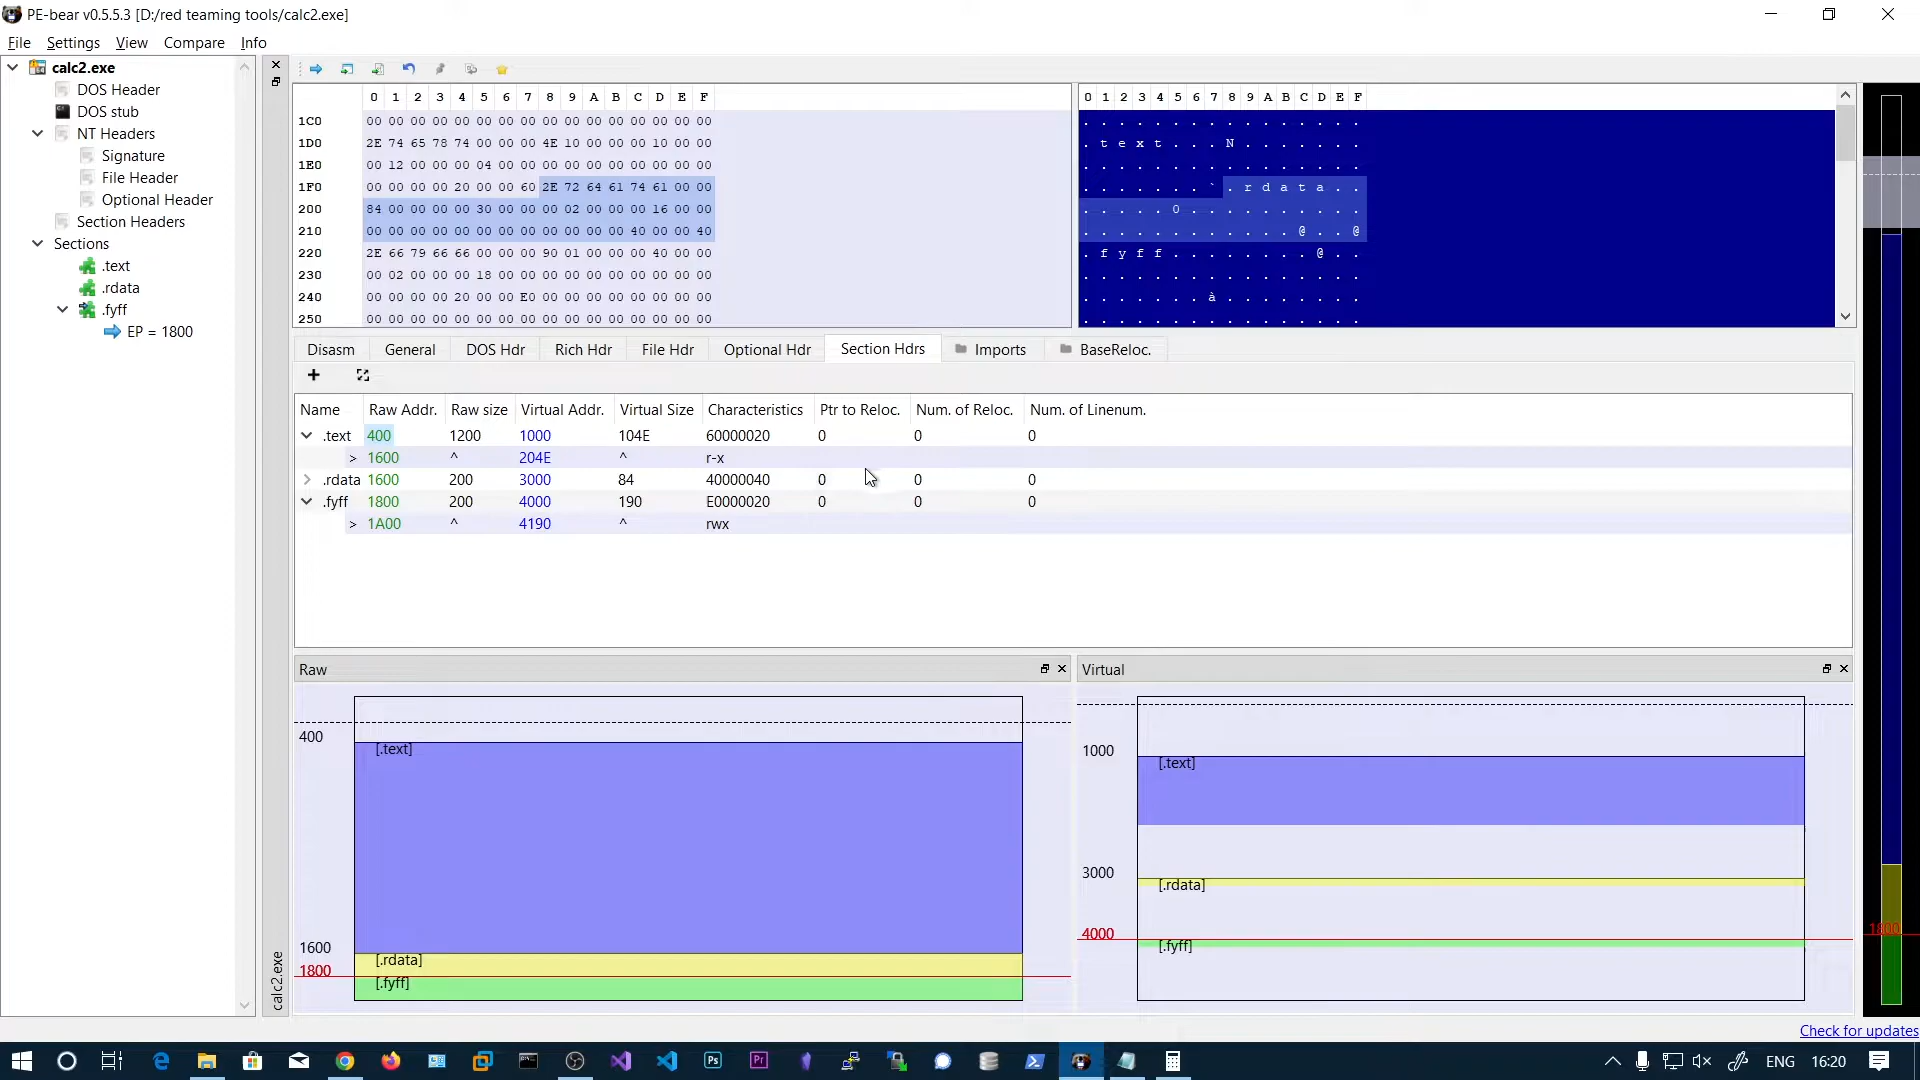 PE-bear v0.5.5.3 [D:/red teaming tools/calc2.exe]
File Settings View Compare Info
calc2.exe
DOS Header
DOS stub
NT Headers
Signature
File Header
Optional Header
Section Headers
Sections
.text
.rdata
.fyff
EP = 1800
calc2.exe
0 1 2 3 4 5 6 7 8 9 A B C D E F
1C0 00 00 00 00 00 00 00 00 00 00 00 00 00 00 00 00
1D0 2E 74 65 78 74 00 00 00 4E 10 00 00 00 10 00 00
1E0 00 12 00 00 00 04 00 00 00 00 00 00 00 00 00 00
1F0 00 00 00 00 20 00 00 60 2E 72 64 61 74 61 00 00
200 84 00 00 00 00 30 00 00 00 02 00 00 00 16 00 00
210 00 00 00 00 00 00 00 00 00 00 00 00 40 00 00 40
220 2E 66 79 66 66 00 00 00 90 01 00 00 00 40 00 00
230 00 02 00 00 00 18 00 00 00 00 00 00 00 00 00 00
240 00 00 00 00 20 00 00 E0 00 00 00 00 00 00 00 00
250 00 00 00 00 00 00 00 00 00 00 00 00 00 00 00 00
0 1 2 3 4 5 6 7 8 9 A B C D E F
. . . . . . . . . . . . . . . .
. t e x t . . . N . . . . . . .
. . . . . . . . . . . . . . . .
. . . . . . . ` . r d a t a . .
. . . . . 0 . . . . . . . . . .
. . . . . . . . . . . . @ . . @
. f y f f . . . . . . . . @ . .
. . . . . . . . . . . . . . . .
. . . . . . . à . . . . . . . .
. . . . . . . . . . . . . . . .
Disasm General DOS Hdr Rich Hdr File Hdr Optional Hdr Section Hdrs Imports BaseReloc.
+
Name Raw Addr. Raw size Virtual Addr. Virtual Size Characteristics Ptr to Reloc. Num. of Reloc. Num. of Linenum.
.text 400 1200 1000 104E 60000020 0 0 0
> 1600 ^ 204E ^ r-x
.rdata 1600 200 3000 84 40000040 0 0 0
.fyff 1800 200 4000 190 E0000020 0 0 0
> 1A00 ^ 4190 ^ rwx
Raw
400
[.text]
1600
[.rdata]
1800
[.fyff]
Virtual
1000
[.text]
3000
[.rdata]
4000
[.fyff]
1800
Check for updates
Ps Pr ENG 16:20